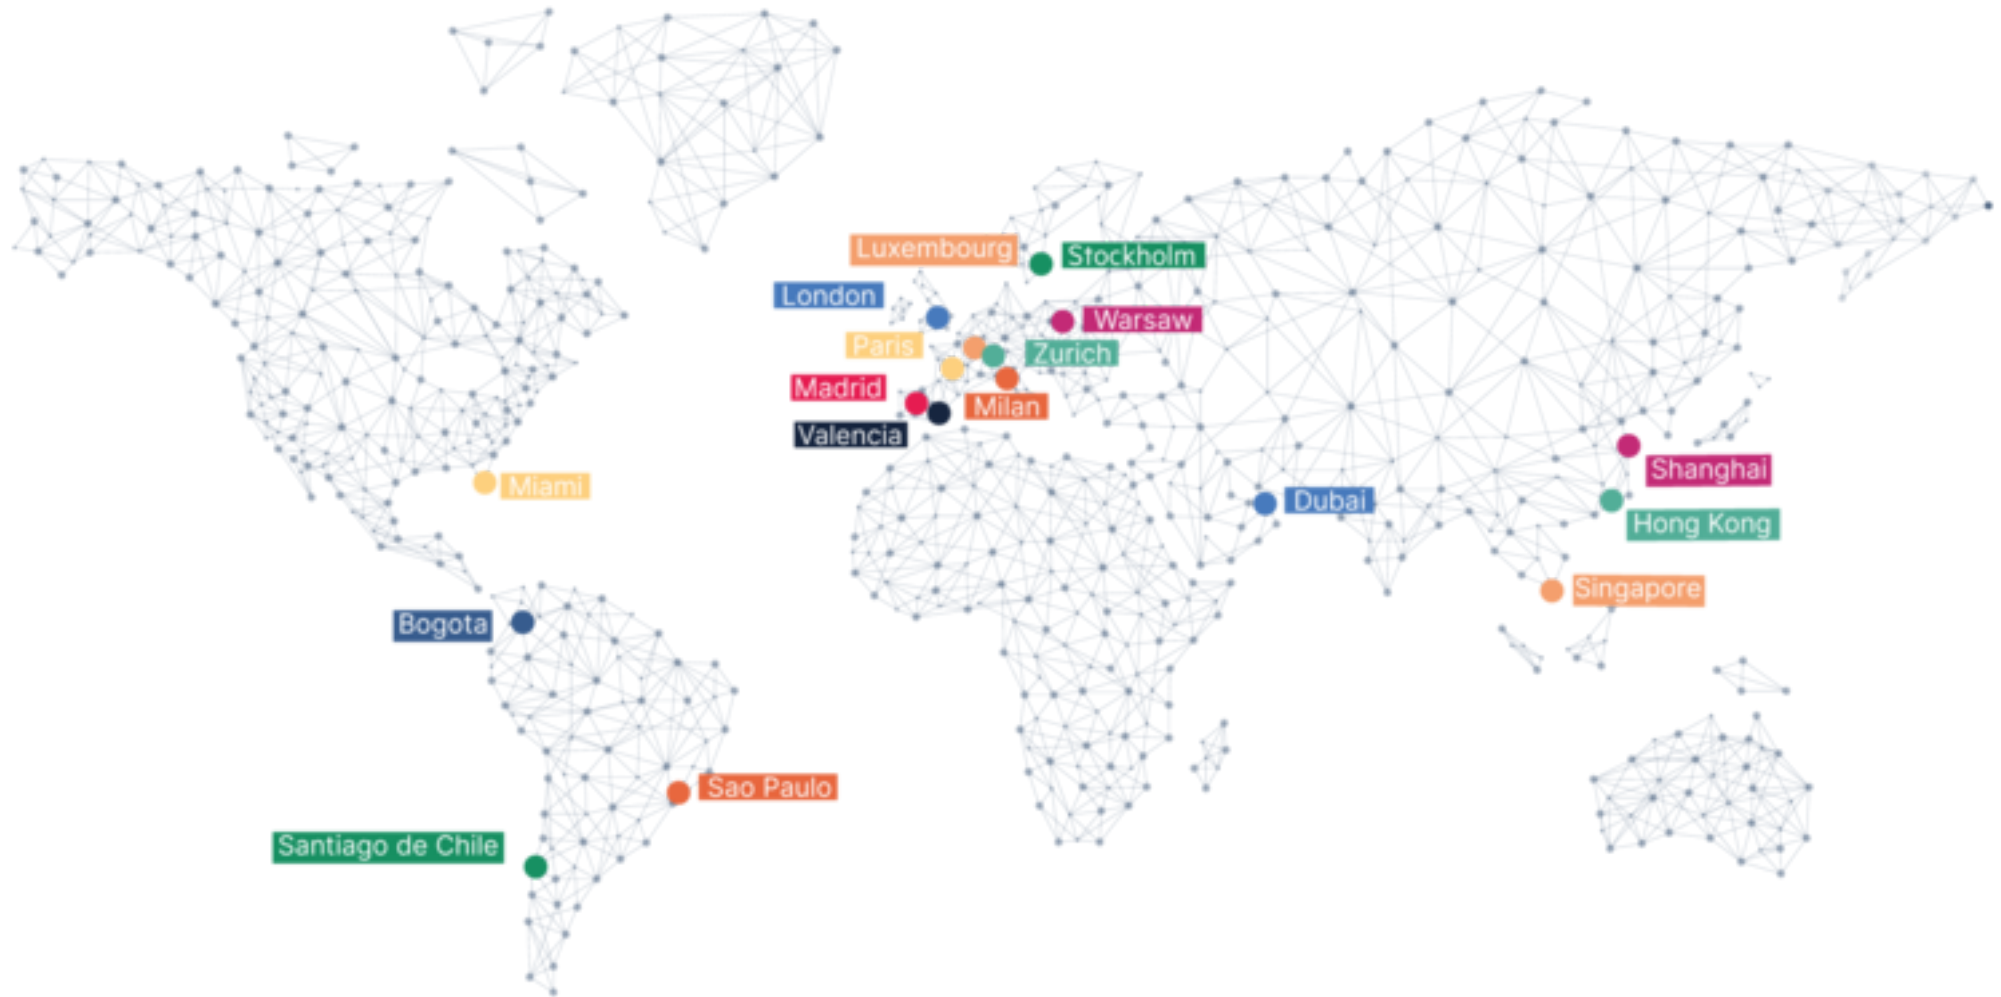 Luxembourg
Stockholm
London
Warsaw
Paris
Zurich
Madrid
Milan
Valencia
Shanghai
Miami
Dubai
Hong Kong
Singapore
Bogota
Sao Paulo
Santiago de Chile